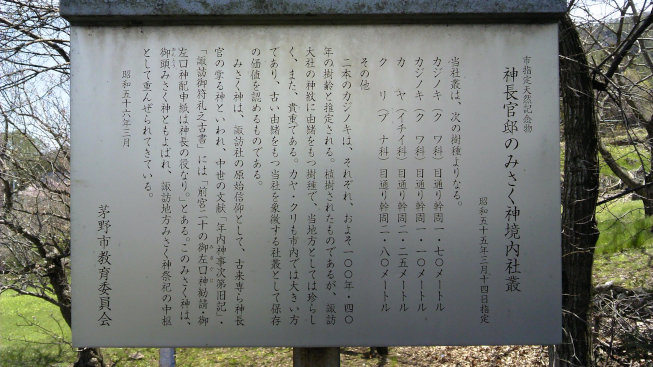 市指定天然記念物
神長官邸のみさく神境内社叢
昭和五十五年三月十四日指定
当社叢は、次の樹種よりなる。
カジノキ(ク ワ科)目通り幹周一・七〇メートル
カジノキ(ク ワ科)目通り幹周一・一〇メートル
カ ヤ(イチイ科)目通り幹周二・二五メートル
ク リ(ブ ナ科)目通り幹周二・八〇メートル
その他
二本のカジノキは、それぞれ、およそ一〇〇年・四〇
年の樹齢と推定される。植樹されたものであるが、諏訪
大社の神紋に由緒をもつ樹種で、当地方としては珍らし
く、また、貴重である。カヤ・クリも市内では大きい方
であり、古い由緒をもつ当社を象徴する社叢として保存
の価値を認めるものである。
みさく神は、諏訪社の原始信仰として、古来専ら神長
官の掌る神といわれ、中世の文献「年内神事次第旧記」・
「諏訪御符礼之古書」には「前宮二十の御左口神勧請・御
左口神配申紙は神長の役なり。」とある。このみさく神は、
御頭みさく神ともよばれ、諏訪地方みさく神祭祀の中枢
として重んぜられてきている。
昭和五十六年三月
茅野市教育委員会